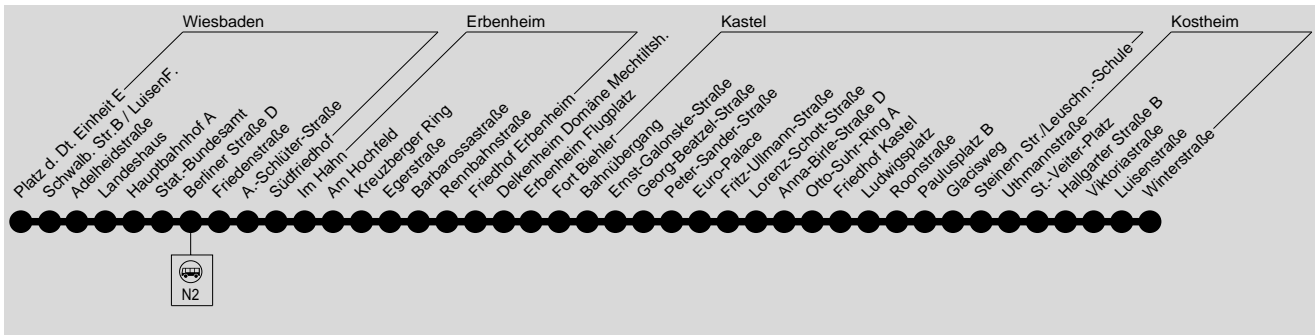 Wiesbaden
Erbenheim
Kastel
Kostheim
Platz d. Dt. Einheit E
Schwalb. Str.B / LuisenF.
Adelheidstraße
Landeshaus
Hauptbahnhof A
Stat.-Bundesamt
Berliner Straße D
Friedenstraße
A.-Schlüter-Straße
Südfriedhof
Im Hahn
Am Hochfeld
Kreuzberger Ring
Egerstraße
Barbarossastraße
Rennbahnstraße
Friedhof Erbenheim
Delkenheim Domäne Mechtiltsh.
Erbenheim Flugplatz
Fort Biehler
Bahnübergang
Ernst-Galonske-Straße
Georg-Beatzel-Straße
Peter-Sander-Straße
Euro-Palace
Fritz-Ullmann-Straße
Lorenz-Schott-Straße
Anna-Birle-Straße D
Otto-Suhr-Ring A
Friedhof Kastel
Ludwigsplatz
Roonstraße
Paulusplatz B
Glacisweg
Steinern Str./Leuschn.-Schule
Uthmannstraße
St.-Veiter-Platz
Hallgarter Straße B
Viktoriastraße
Luisenstraße
Winterstraße
N2